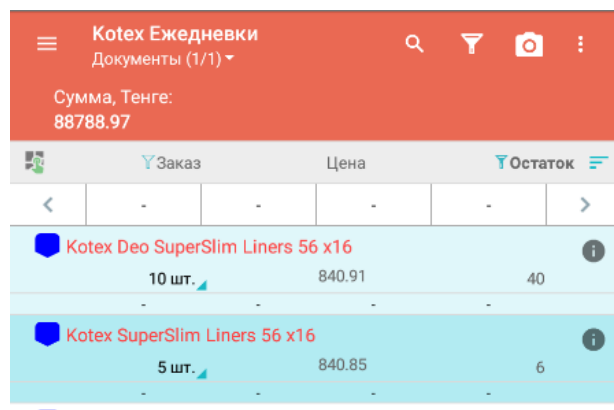 Kotex Ежедневки
Документы (1/1)
Сумма, Тенге:
88788.97
Заказ Цена Остаток
- - - -
Kotex Deo SuperSlim Liners 56 x16
10 шт. 840.91 40
- - - -
Kotex SuperSlim Liners 56 x16
5 шт. 840.85 6
- - - -